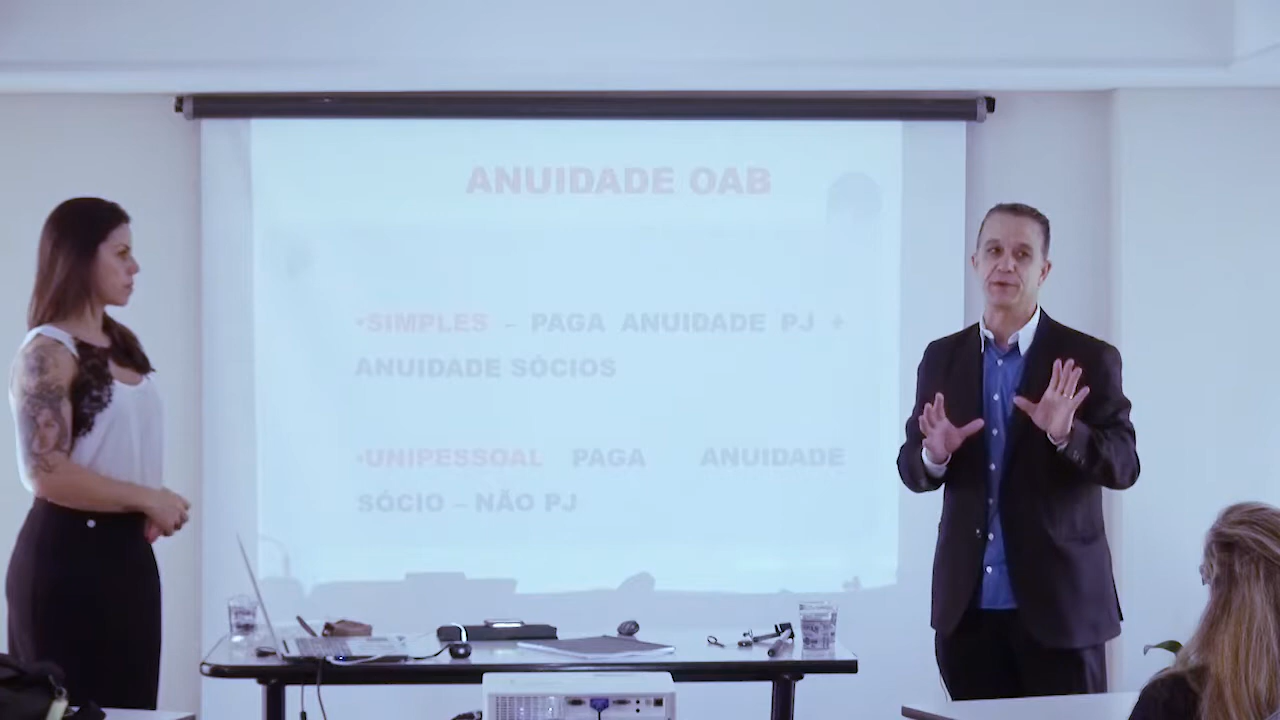 ANUIDADE OAB
•SIMPLES – PAGA ANUIDADE PJ +
ANUIDADE SÓCIOS
•UNIPESSOAL PAGA ANUIDADE
SÓCIO – NÃO PJ